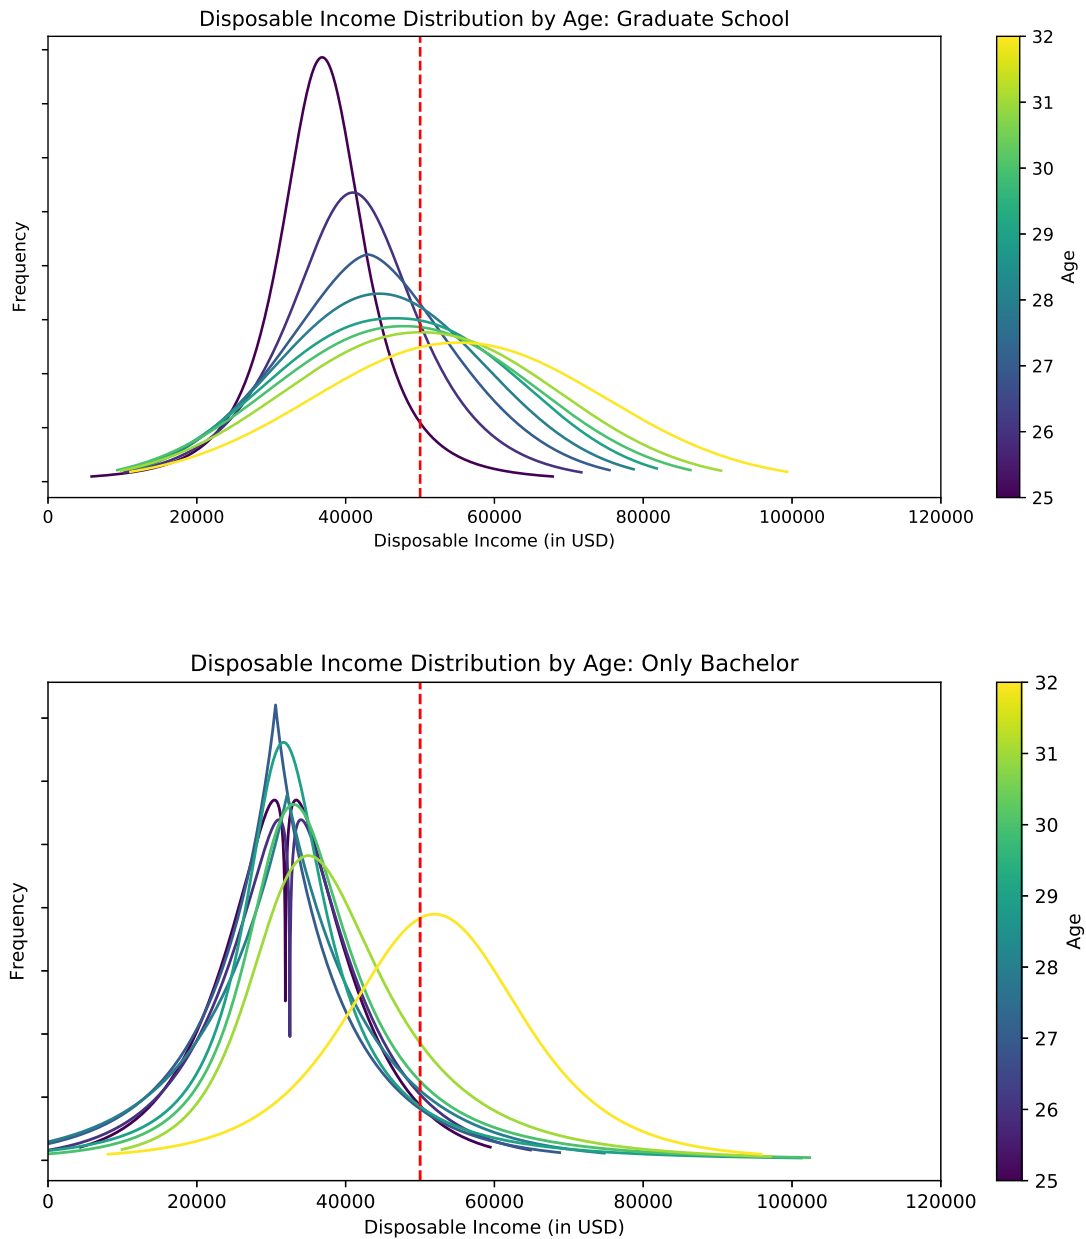 Disposable Income Distribution by Age: Graduate School
Frequency
0 20000 40000 60000 80000 100000 120000
Disposable Income (in USD)
32
31
30
29
28
27
26
25
Age
Disposable Income Distribution by Age: Only Bachelor
Frequency
0 20000 40000 60000 80000 100000 120000
Disposable Income (in USD)
32
31
30
29
28
27
26
25
Age